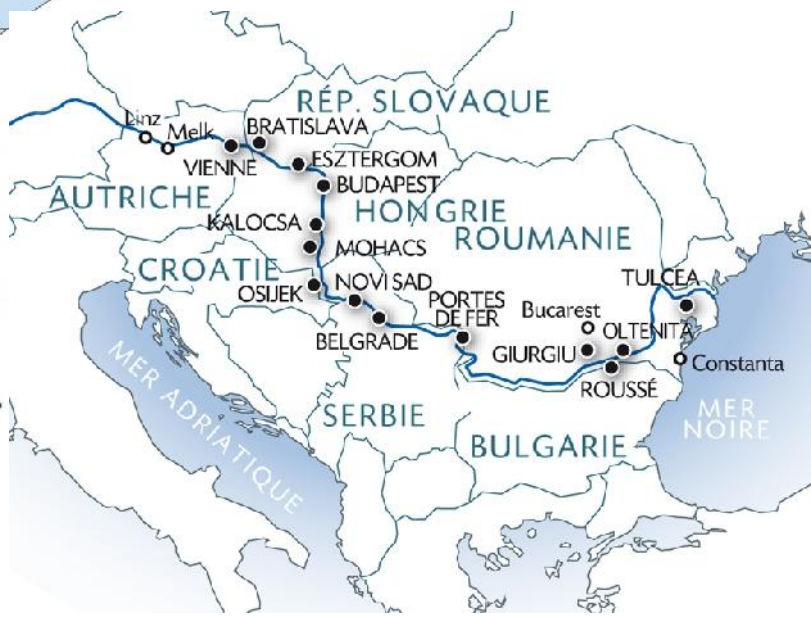 RÉP. SLOVAQUE
Linz
Melk
BRATISLAVA
VIENNE
ESZTERGOM
BUDAPEST
AUTRICHE
HONGRIE
KALOCSA
ROUMANIE
MOHACS
CROATIE
OSIJEK
NOVI SAD
TULCEA
PORTES
DE FER
Bucarest
OLTENITA
BELGRADE
GIURGIU
Constanta
ROUSSÉ
MER ADRIATIQUE
SERBIE
MER
NOIRE
BULGARIE